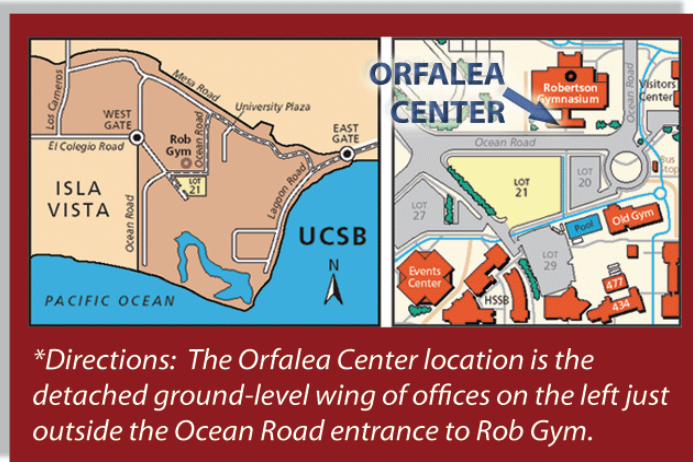 Los Carneros
Mesa Road
University Plaza
WEST
GATE
Rob
Gym
Ocean Road
EAST
GATE
El Colegio Road
LOT
21
ISLA
VISTA
Ocean Road
Lagoon Road
UCSB
N
PACIFIC OCEAN
ORFALEA
CENTER
Robertson
Gymnasium
Ocean Road
Visitors
Center
Ocean Road
Bus
Stop
LOT
21
LOT
20
LOT
27
Pool
Old Gym
LOT
29
Events
Center
HSSB
477
434
*Directions: The Orfalea Center location is the
detached ground-level wing of offices on the left just
outside the Ocean Road entrance to Rob Gym.